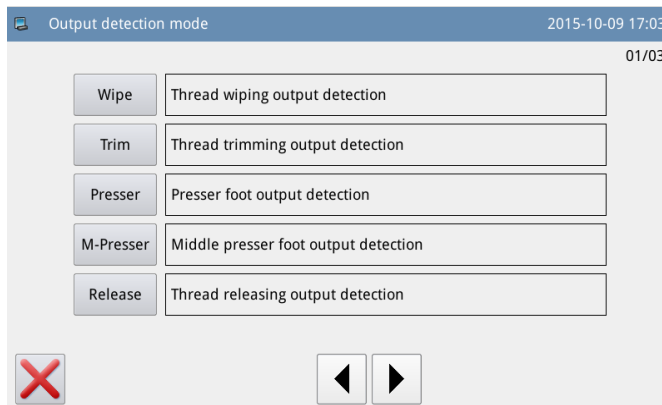 Output detection mode 2015-10-09 17:03
01/03
Wipe Thread wiping output detection
Trim Thread trimming output detection
Presser Presser foot output detection
M-Presser Middle presser foot output detection
Release Thread releasing output detection